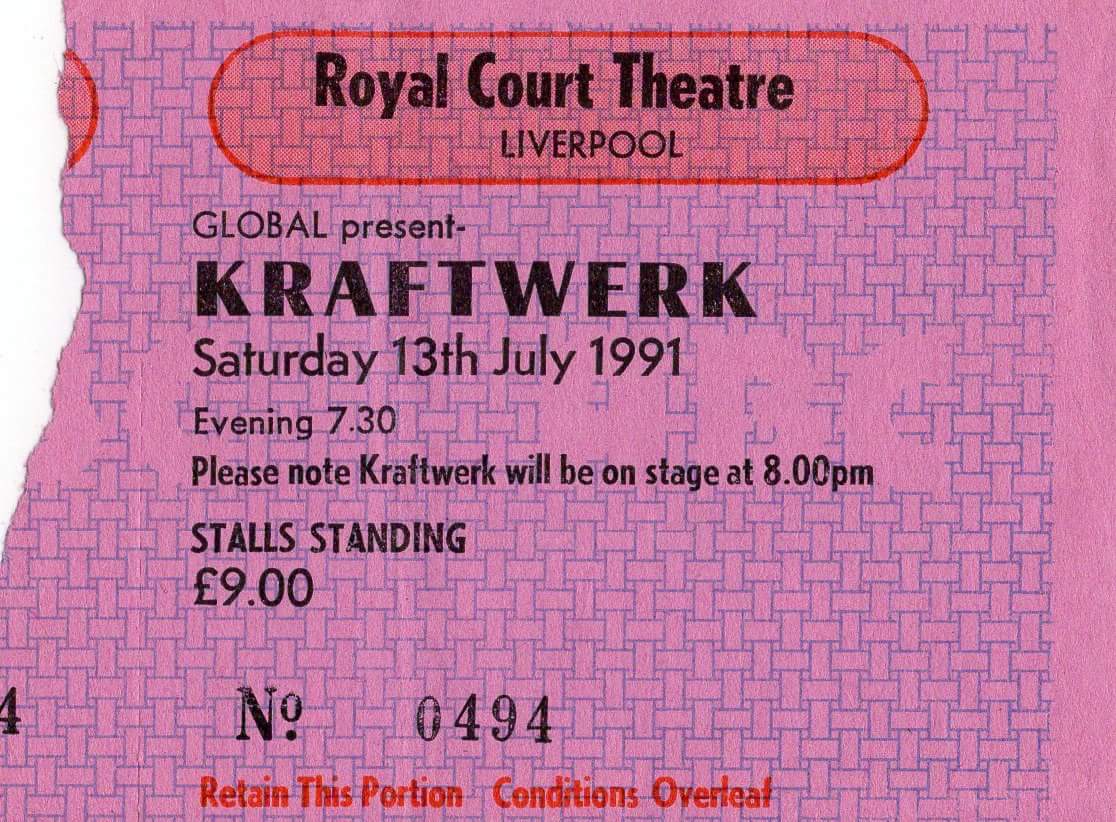 Royal Court Theatre
LIVERPOOL
GLOBAL present-
KRAFTWERK
Saturday 13th July 1991
Evening 7.30
Please note Kraftwerk will be on stage at 8.00pm
STALLS STANDING
£9.00
4 Nº 0494
Retain This Portion Conditions Overleaf